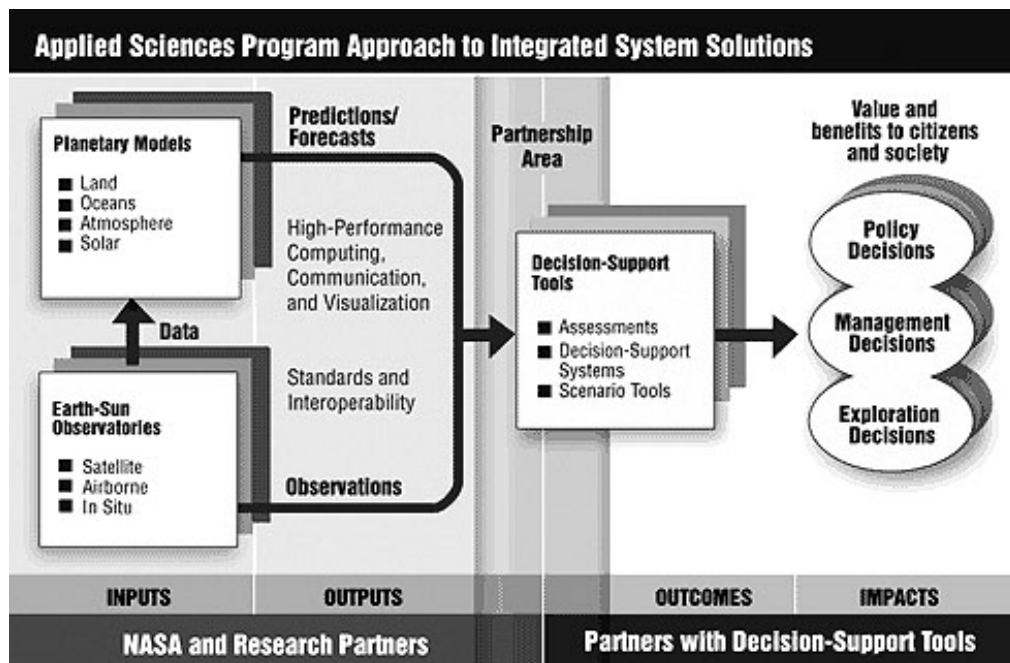 Applied Sciences Program Approach to Integrated System Solutions
Planetary Models
Land
Oceans
Atmosphere
Solar
Data
Earth-Sun
Observatories
Satellite
Airborne
In Situ
Predictions/
Forecasts
High-Performance
Computing,
Communication,
and Visualization
Standards and
Interoperability
Observations
Partnership
Area
Decision-Support
Tools
Assessments
Decision-Support
Systems
Scenario Tools
Value and
benefits to citizens
and society
Policy
Decisions
Management
Decisions
Exploration
Decisions
INPUTS
OUTPUTS
OUTCOMES
IMPACTS
NASA and Research Partners
Partners with Decision-Support Tools